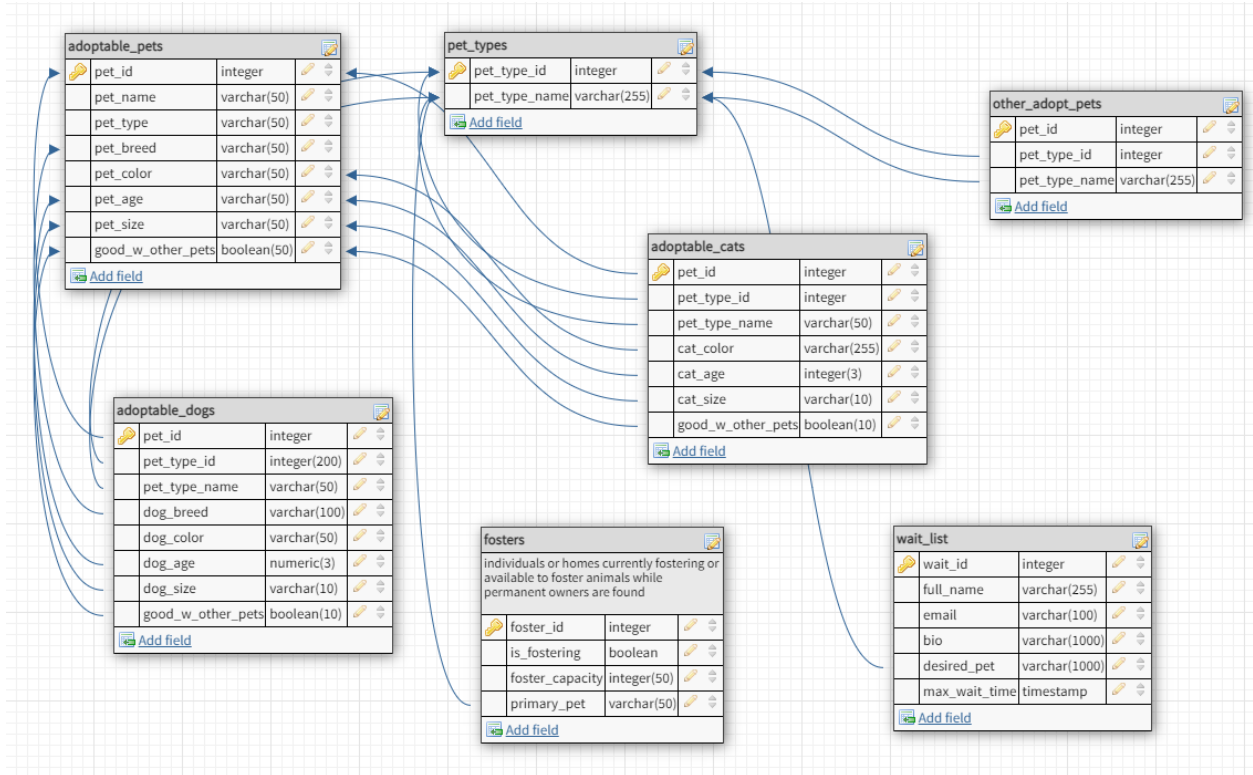 adoptable_pets
pet_id integer
pet_name varchar(50)
pet_type varchar(50)
pet_breed varchar(50)
pet_color varchar(50)
pet_age varchar(50)
pet_size varchar(50)
good_w_other_pets boolean(50)
Add field
pet_types
pet_type_id integer
pet_type_name varchar(255)
Add field
other_adopt_pets
pet_id integer
pet_type_id integer
pet_type_name varchar(255)
Add field
adoptable_cats
pet_id integer
pet_type_id integer
pet_type_name varchar(50)
cat_color varchar(255)
cat_age integer(3)
cat_size varchar(10)
good_w_other_pets boolean(10)
Add field
adoptable_dogs
pet_id integer
pet_type_id integer(200)
pet_type_name varchar(50)
dog_breed varchar(100)
dog_color varchar(50)
dog_age numeric(3)
dog_size varchar(10)
good_w_other_pets boolean(10)
Add field
fosters
individuals or homes currently fostering or
available to foster animals while
permanent owners are found
foster_id integer
is_fostering boolean
foster_capacity integer(50)
primary_pet varchar(50)
Add field
wait_list
wait_id integer
full_name varchar(255)
email varchar(100)
bio varchar(1000)
desired_pet varchar(1000)
max_wait_time timestamp
Add field